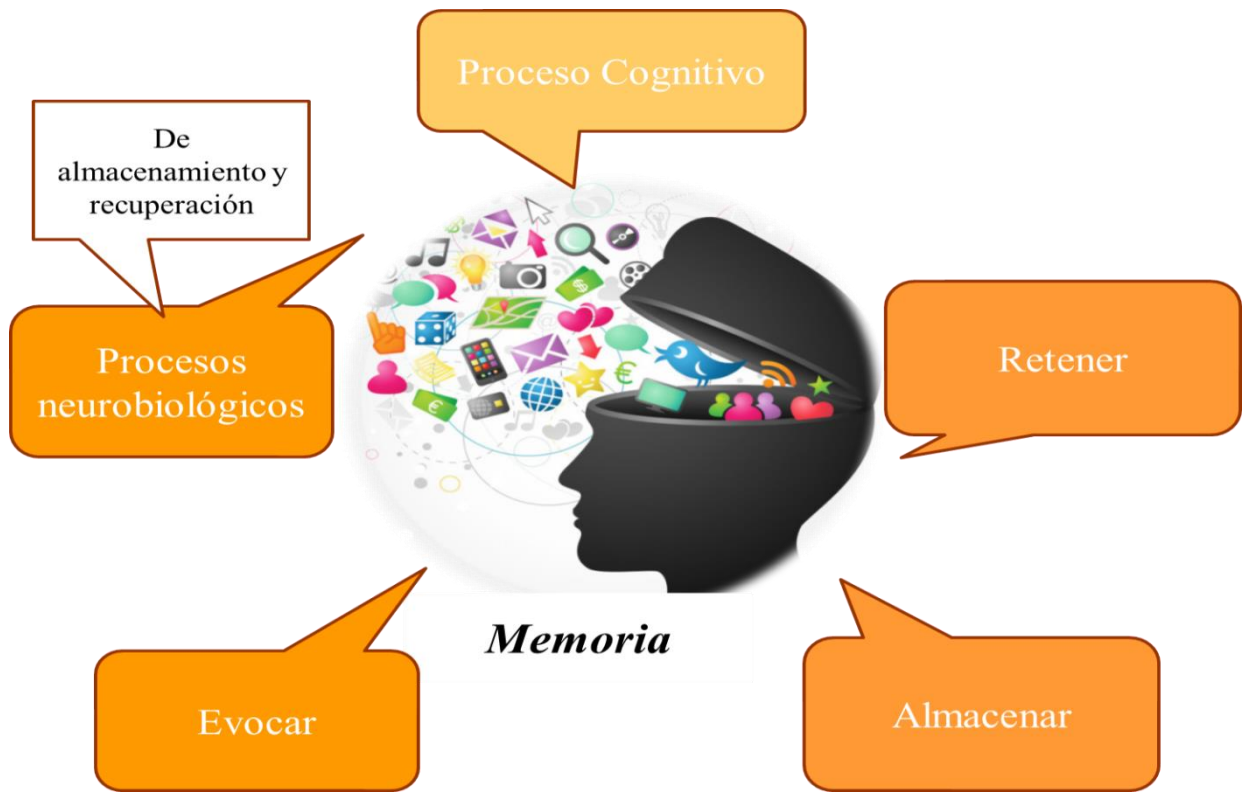 Proceso Cognitivo
De
almacenamiento y
recuperación
Procesos
neurobiológicos
Retener
Memoria
Evocar
Almacenar